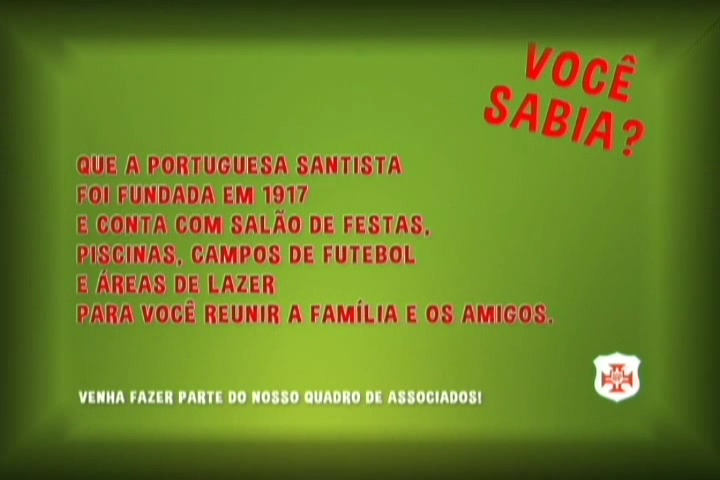 VOCÊ
SABIA?
QUE A PORTUGUESA SANTISTA
FOI FUNDADA EM 1917
E CONTA COM SALÃO DE FESTAS,
PISCINAS, CAMPOS DE FUTEBOL
E ÁREAS DE LAZER
PARA VOCÊ REUNIR A FAMÍLIA E OS AMIGOS.
VENHA FAZER PARTE DO NOSSO QUADRO DE ASSOCIADOS!